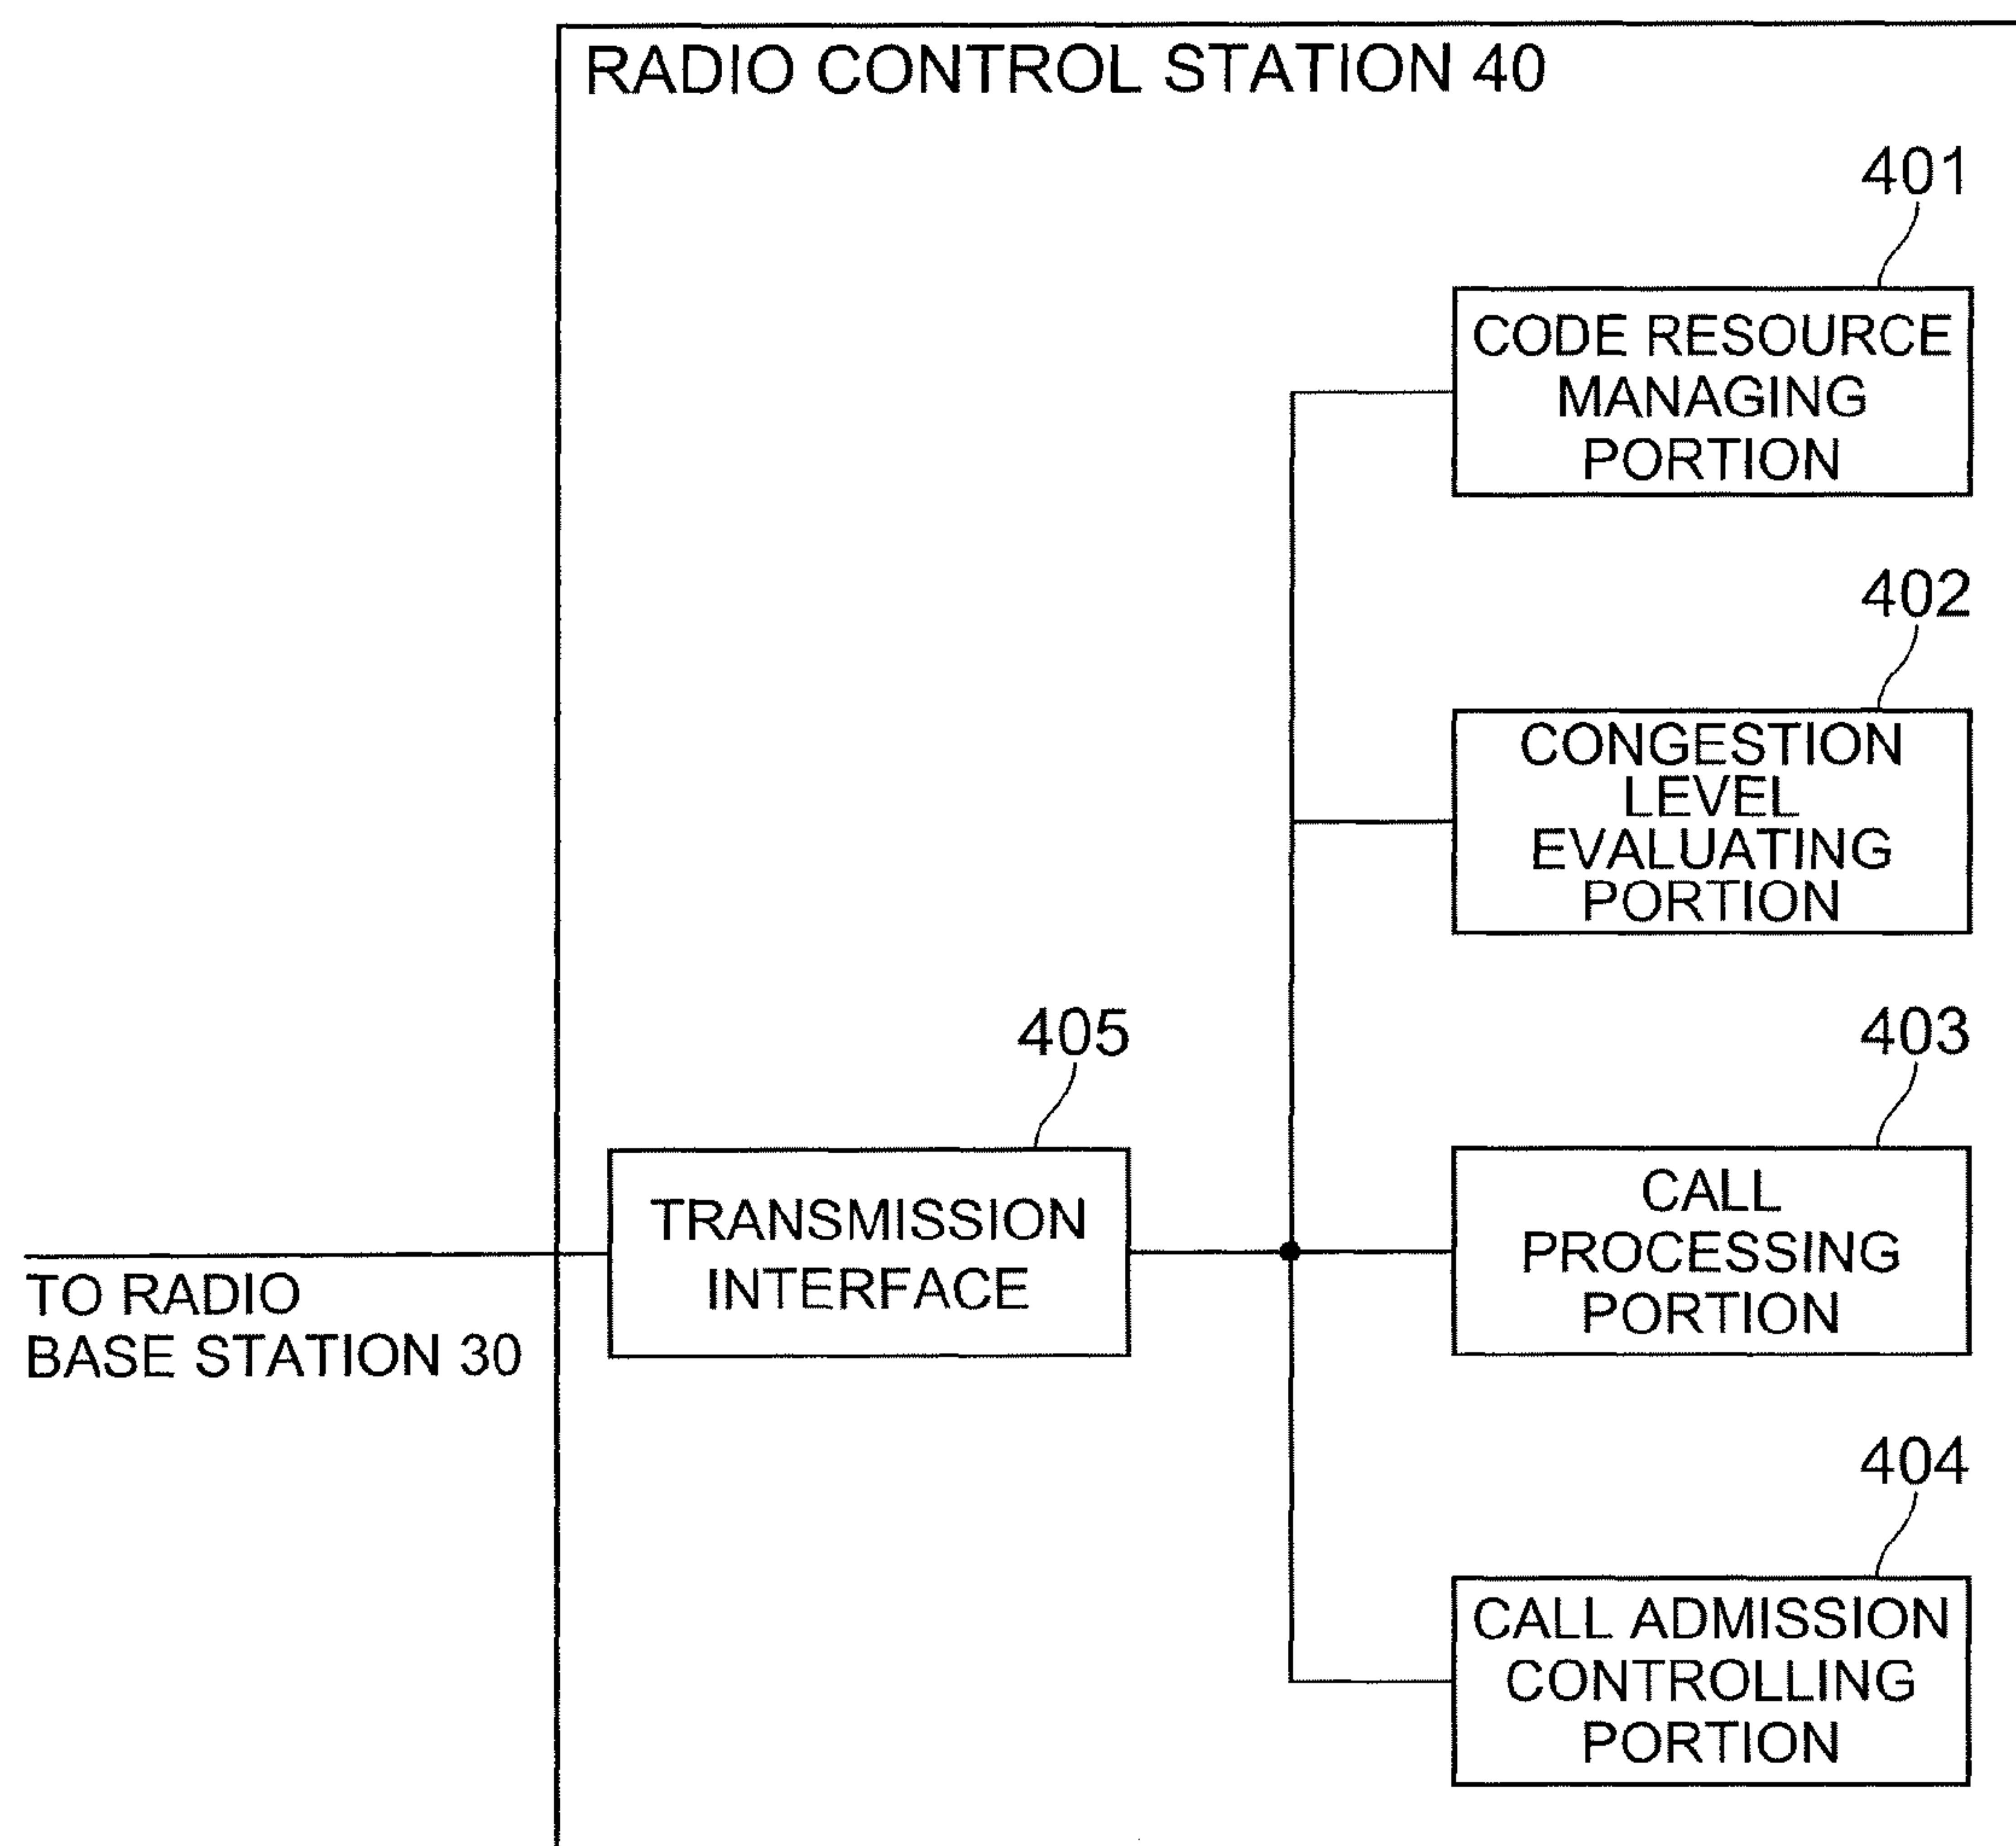 RADIO CONTROL STATION 40
401
CODE RESOURCE
MANAGING
PORTION
402
CONGESTION
LEVEL
EVALUATING
PORTION
405
403
TRANSMISSION
INTERFACE
CALL
PROCESSING
PORTION
TO RADIO
BASE STATION 30
404
CALL ADMISSION
CONTROLLING
PORTION